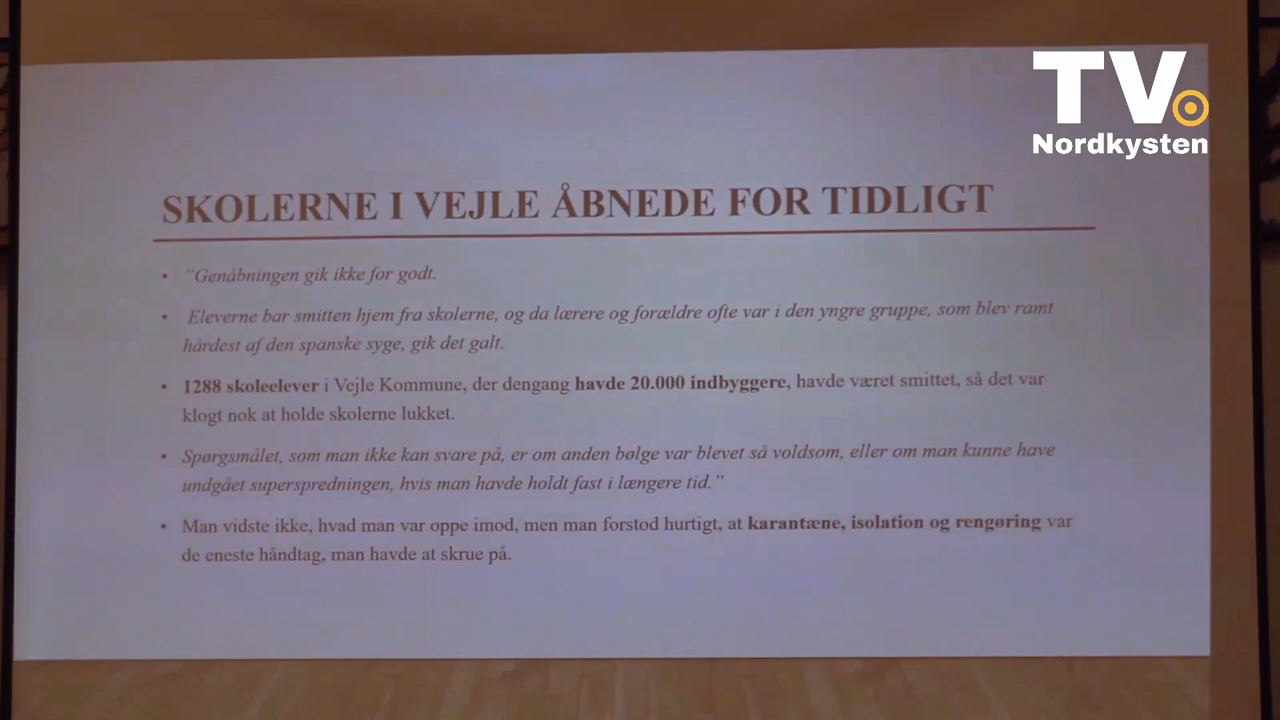 TV
Nordkysten
SKOLERNE I VEJLE ÅBNEDE FOR TIDLIGT
• "Genåbningen gik ikke for godt.
• Eleverne bar smitten hjem fra skolerne, og da lærere og forældre ofte var i den yngre gruppe, som blev ramt
hårdest af den spanske syge, gik det galt.
• 1288 skoleelever i Vejle Kommune, der dengang havde 20.000 indbyggere, havde været smittet, så det var
klogt nok at holde skolerne lukket.
• Spørgsmålet, som man ikke kan svare på, er om anden bølge var blevet så voldsom, eller om man kunne have
undgået superspredningen, hvis man havde holdt fast i længere tid."
• Man vidste ikke, hvad man var oppe imod, men man forstod hurtigt, at karantæne, isolation og rengøring var
de eneste håndtag, man havde at skrue på.